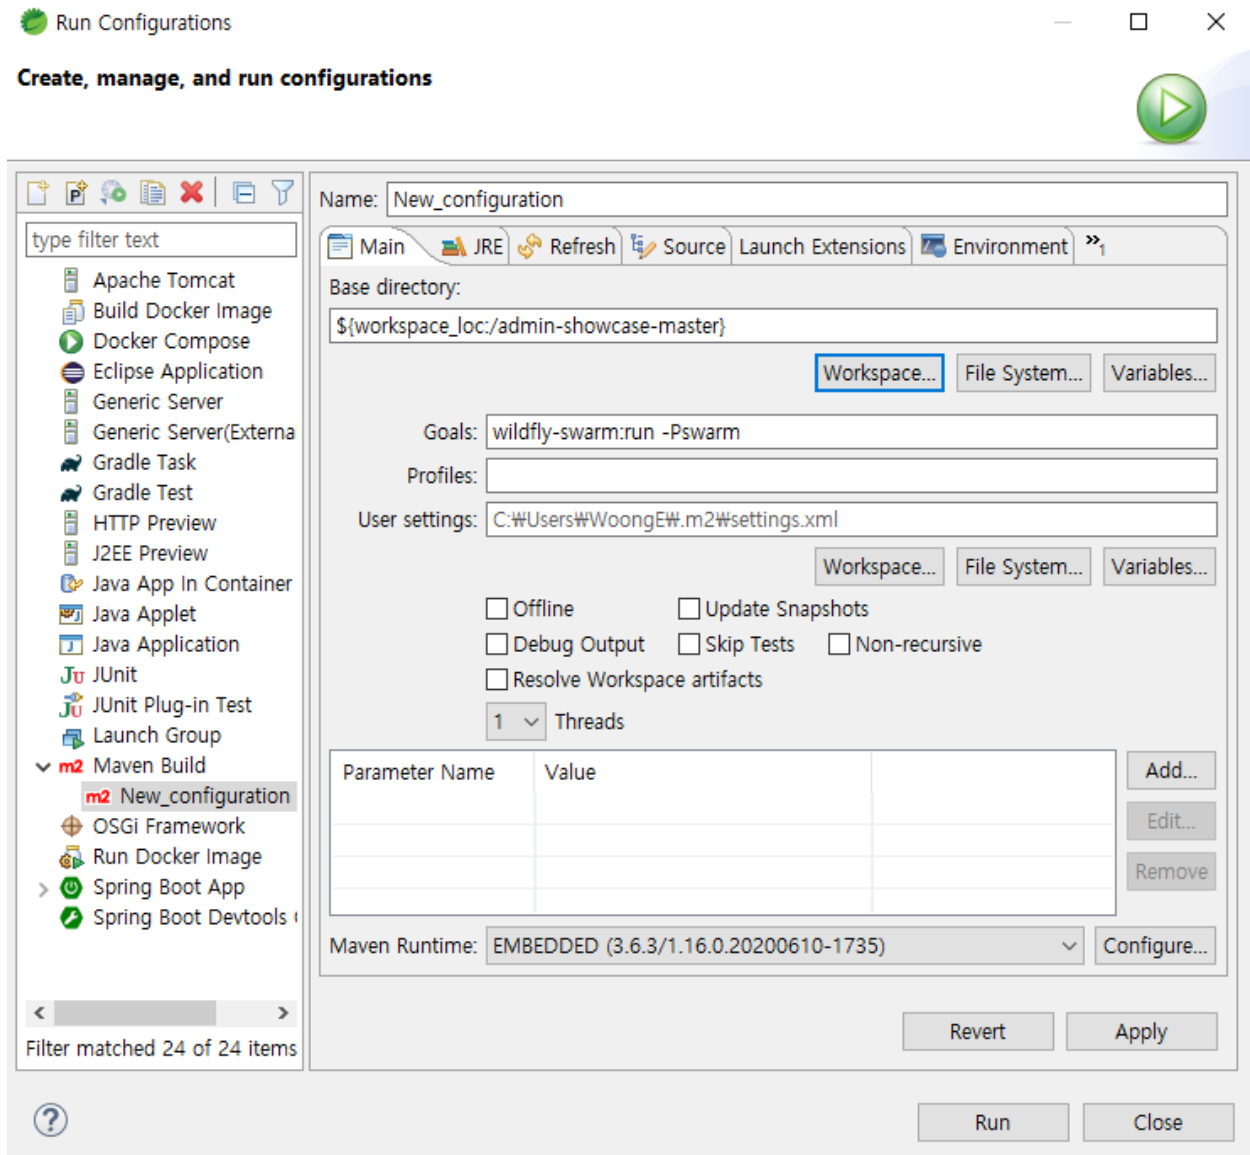 Run Configurations
Create, manage, and run configurations
type filter text
Apache Tomcat
Build Docker Image
Docker Compose
Eclipse Application
Generic Server
Generic Server(Externa
Gradle Task
Gradle Test
HTTP Preview
J2EE Preview
Java App In Container
Java Applet
Java Application
JUnit
JUnit Plug-in Test
Launch Group
m2 Maven Build
m2 New_configuration
OSGi Framework
Run Docker Image
Spring Boot App
Spring Boot Devtools
Filter matched 24 of 24 items
Name: New_configuration
Main JRE Refresh Source Launch Extensions Environment »1
Base directory:
${workspace_loc:/admin-showcase-master}
Workspace... File System... Variables...
Goals: wildfly-swarm:run -Pswarm
Profiles:
User settings: C:₩Users₩WoongE₩.m2₩settings.xml
Workspace... File System... Variables...
Offline Update Snapshots
Debug Output Skip Tests Non-recursive
Resolve Workspace artifacts
1 Threads
Parameter Name Value
Add...
Edit...
Remove
Maven Runtime: EMBEDDED (3.6.3/1.16.0.20200610-1735) Configure...
Revert Apply
Run Close